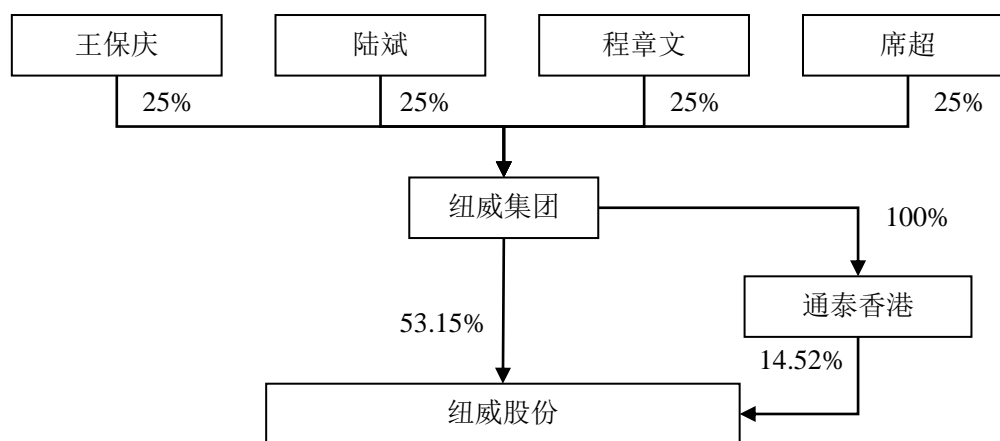 王保庆
陆斌
程章文
席超
25%
25%
25%
25%
纽威集团
100%
通泰香港
53.15%
14.52%
纽威股份